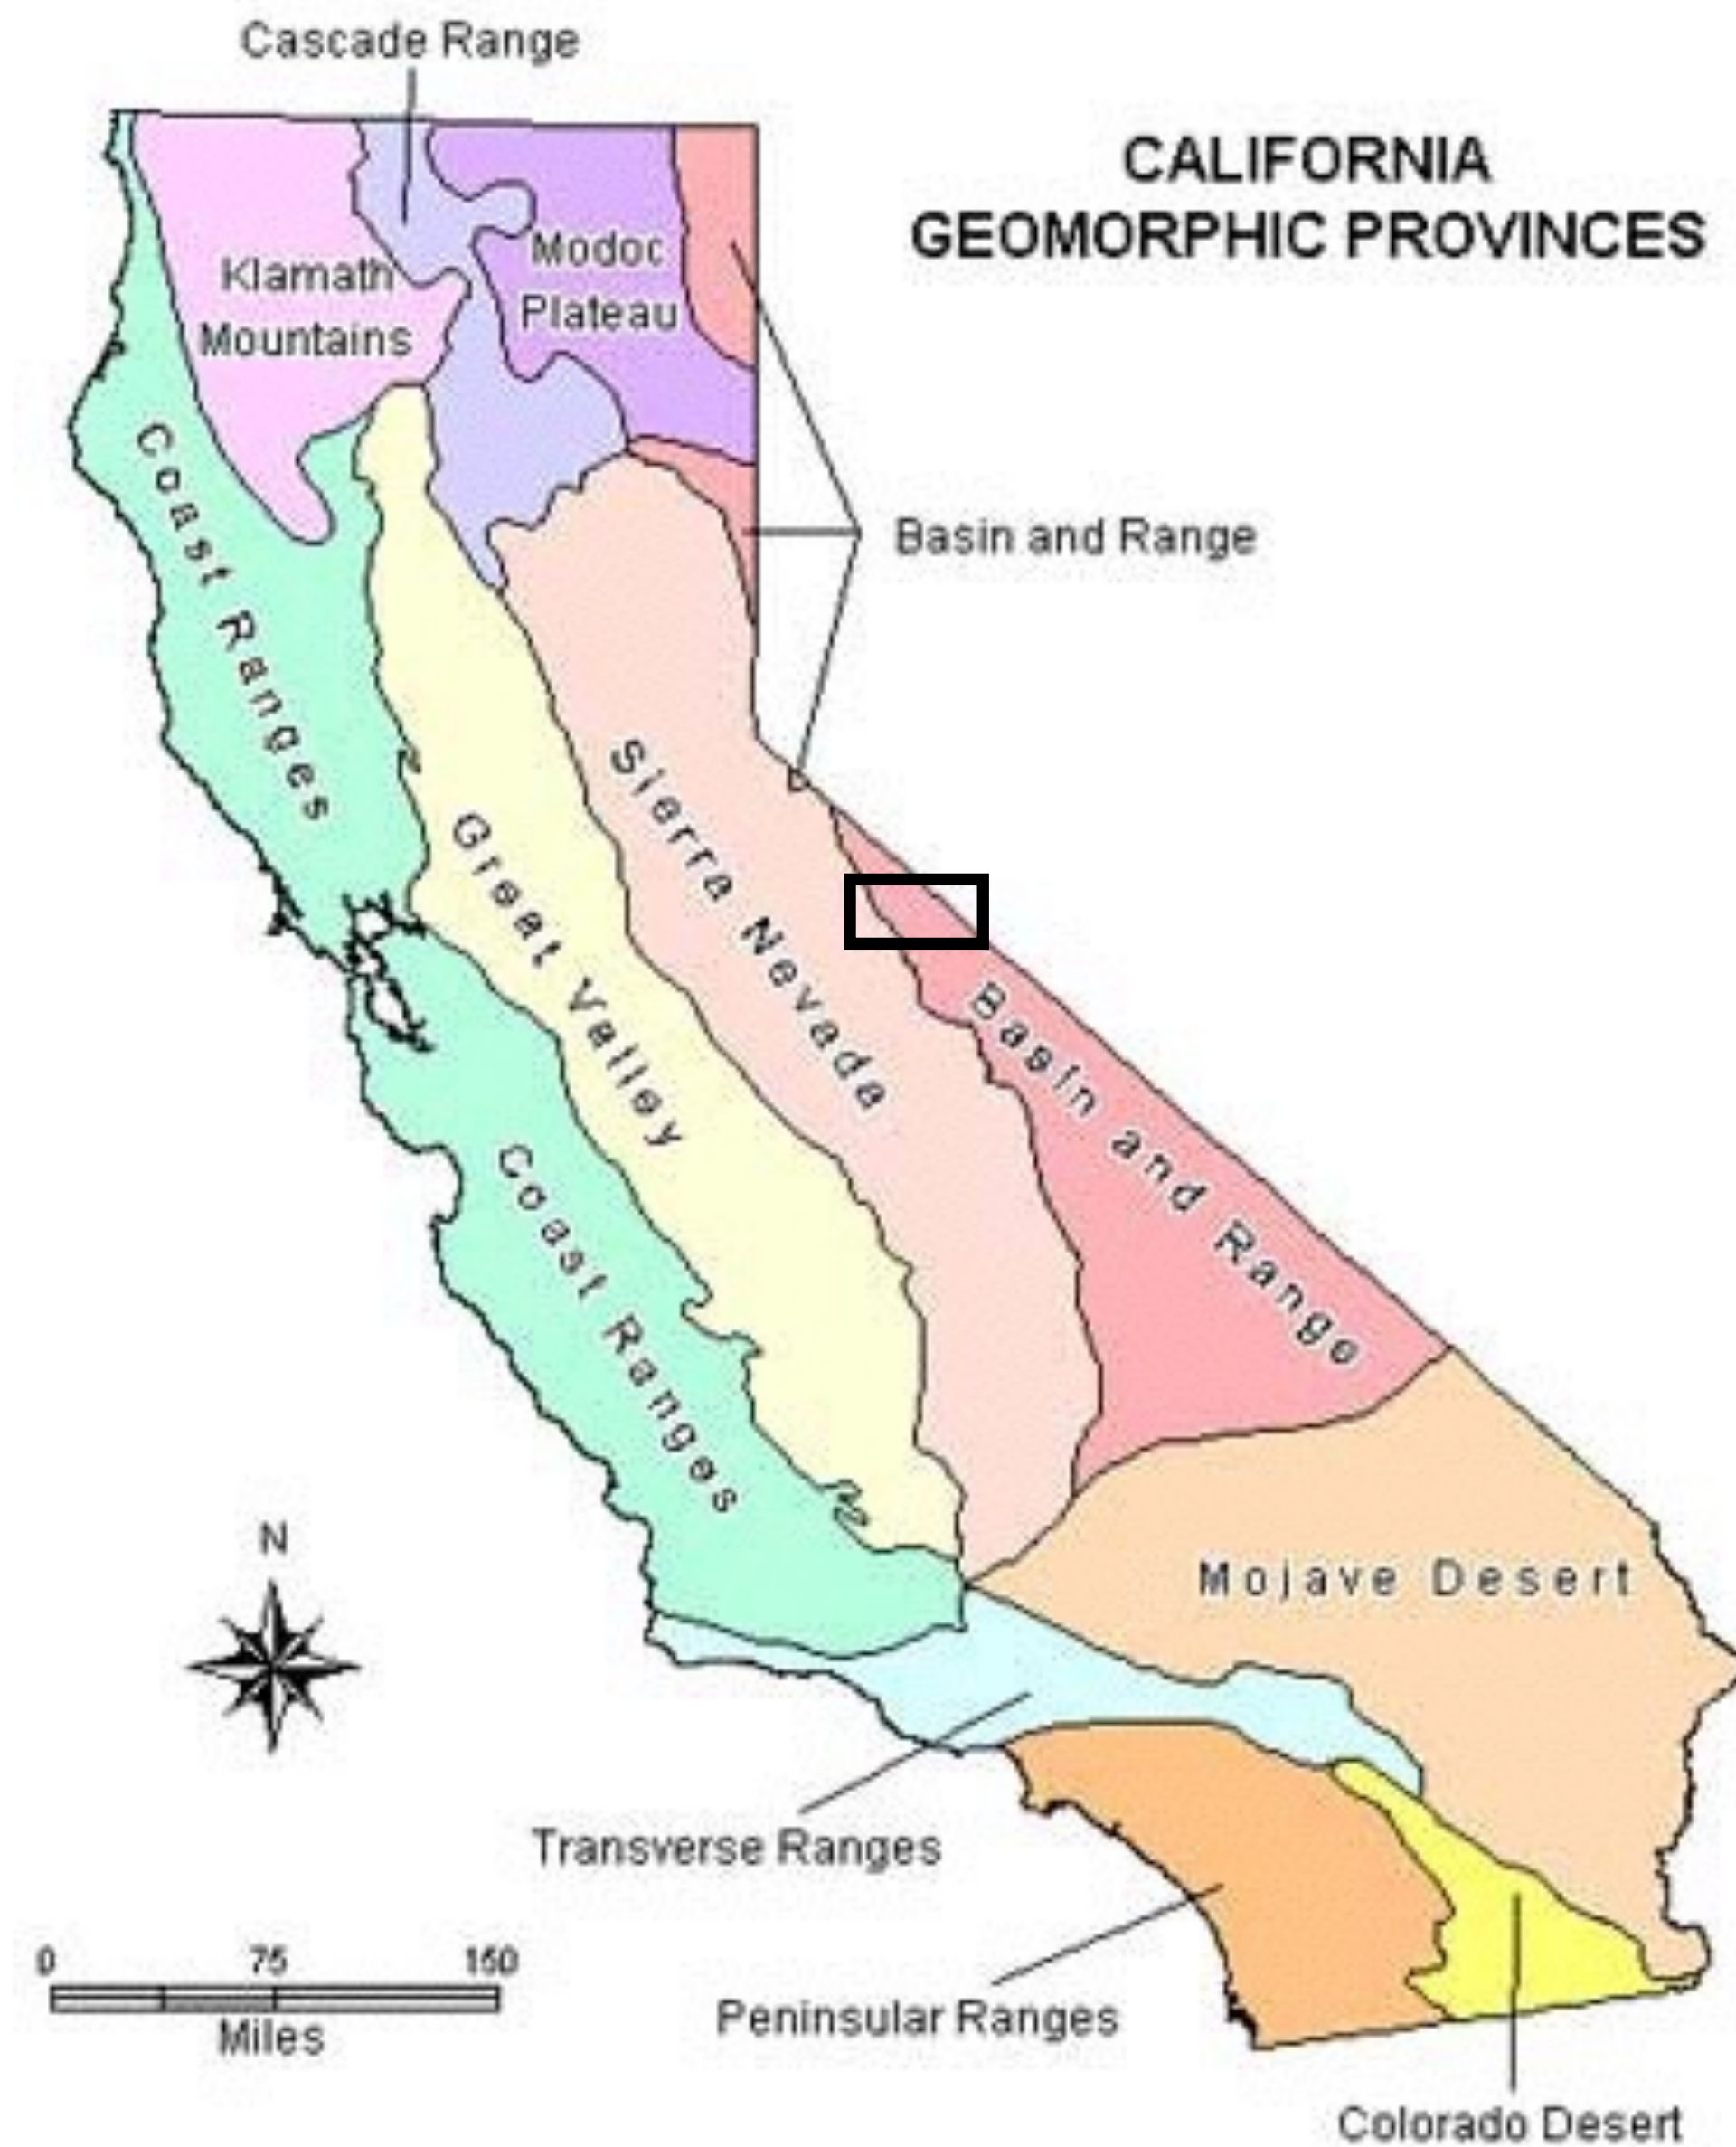 Cascade Range
CALIFORNIA
GEOMORPHIC PROVINCES
Klamath
Mountains
Modoc
Plateau
Coast Ranges
Basin and Range
Sierra Nevada
Great Valley
Basin and Range
Coast Ranges
N
Mojave Desert
Transverse Ranges
0 75 150
Miles
Peninsular Ranges
Colorado Desert